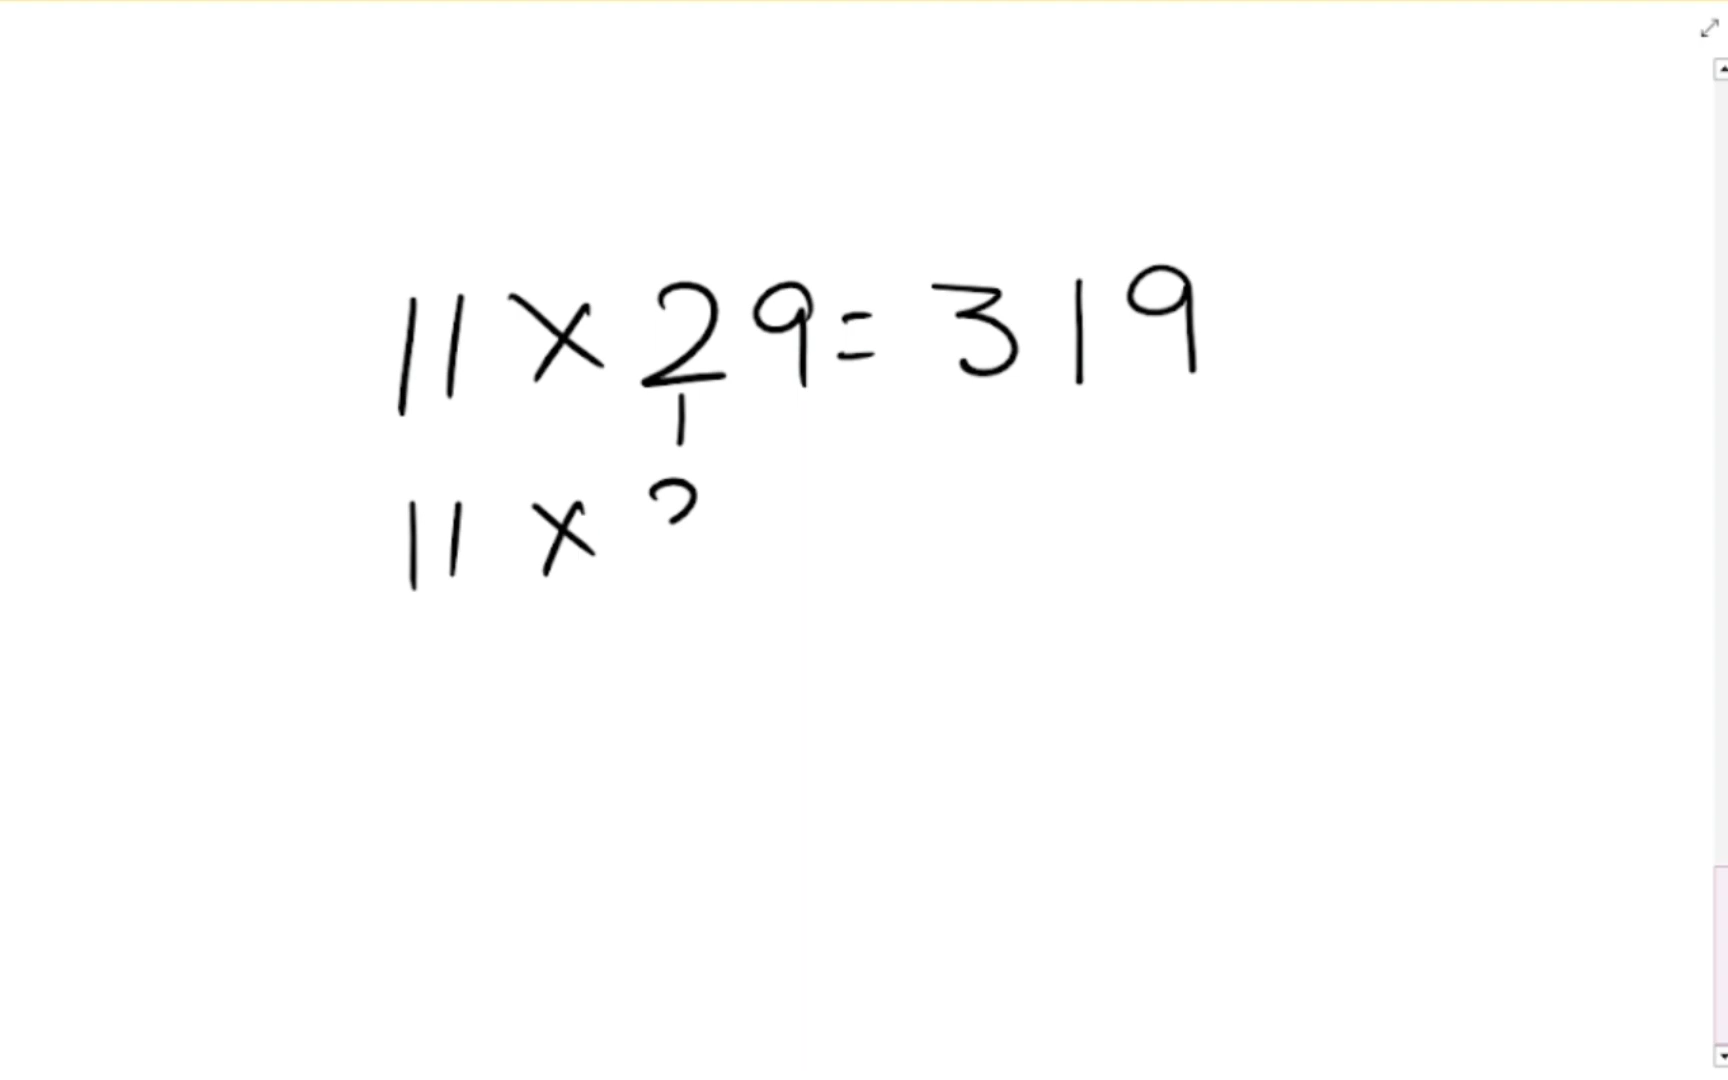 11 × 29 = 319
1
11 ×